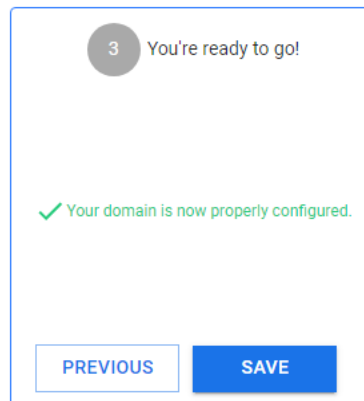 3 You're ready to go!
Your domain is now properly configured.
PREVIOUS SAVE